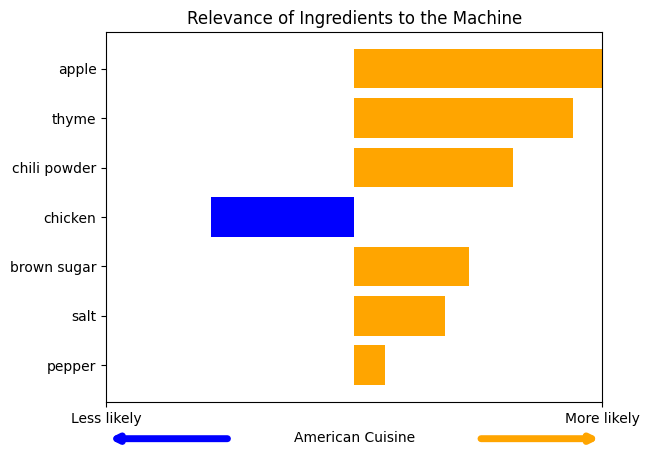 Relevance of Ingredients to the Machine
apple
thyme
chili powder
chicken
brown sugar
salt
pepper
Less likely
More likely
American Cuisine